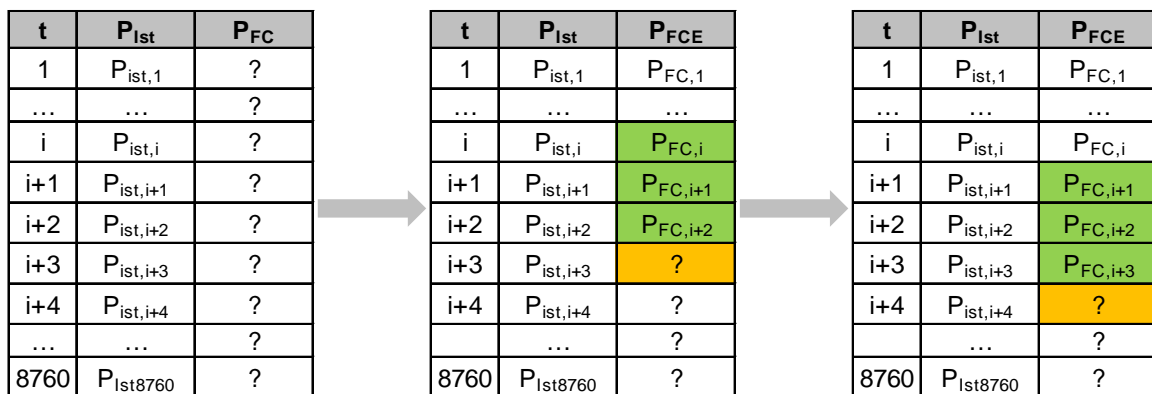 t P_Ist P_FC
1 P_ist,1 ?
... ... ?
i P_ist,i ?
i+1 P_ist,i+1 ?
i+2 P_ist,i+2 ?
i+3 P_ist,i+3 ?
i+4 P_ist,i+4 ?
... ... ?
8760 P_Ist8760 ?
t P_Ist P_FCE
1 P_ist,1 P_FC,1
... ... ...
i P_ist,i P_FC,i
i+1 P_ist,i+1 P_FC,i+1
i+2 P_ist,i+2 P_FC,i+2
i+3 P_ist,i+3 ?
i+4 P_ist,i+4 ?
... ... ?
8760 P_Ist8760 ?
t P_Ist P_FCE
1 P_ist,1 P_FC,1
... ... ...
i P_ist,i P_FC,i
i+1 P_ist,i+1 P_FC,i+1
i+2 P_ist,i+2 P_FC,i+2
i+3 P_ist,i+3 P_FC,i+3
i+4 P_ist,i+4 ?
... ?
8760 P_Ist8760 ?